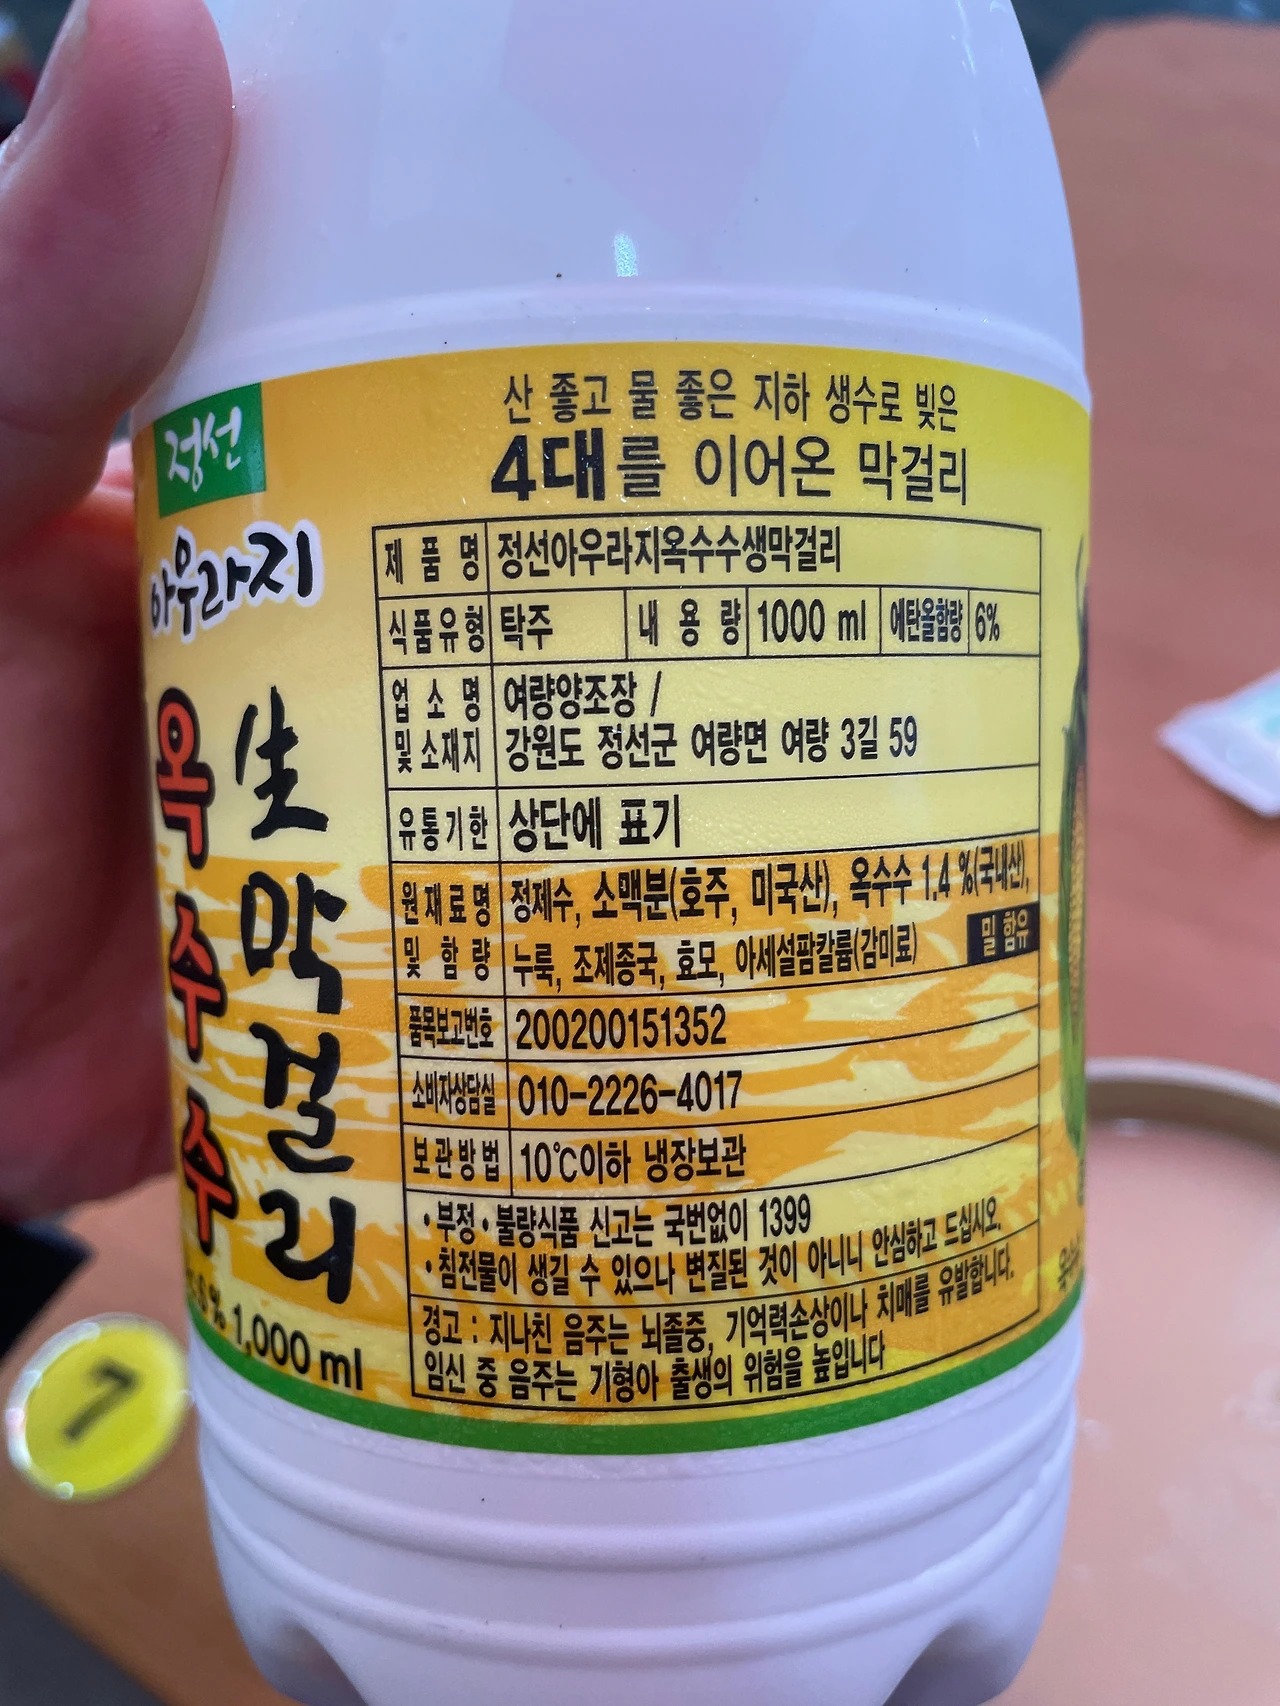 정선
아우라지
옥수수
生막걸리
6% 1,000 ml
산 좋고 물 좋은 지하 생수로 빚은
4대를 이어온 막걸리
제 품 명 정선아우라지옥수수생막걸리
식품유형 탁주 내 용 량 1000 ml 에탄올함량 6%
업 소 명 여량양조장 /
및 소재지 강원도 정선군 여량면 여량 3길 59
유통기한 상단에 표기
원재료명 정제수, 소맥분(호주, 미국산), 옥수수 1.4 %(국내산),
및 함 량 누룩, 조제종국, 효모, 아세설팜칼륨(감미료) 밀 함유
품목보고번호 200200151352
소비자상담실 010-2226-4017
보관방법 10℃이하 냉장보관
·부정·불량식품 신고는 국번없이 1399
·침전물이 생길 수 있으나 변질된 것이 아니니 안심하고 드십시오.
경고 : 지나친 음주는 뇌졸중, 기억력손상이나 치매를 유발합니다.
임신 중 음주는 기형아 출생의 위험을 높입니다
7